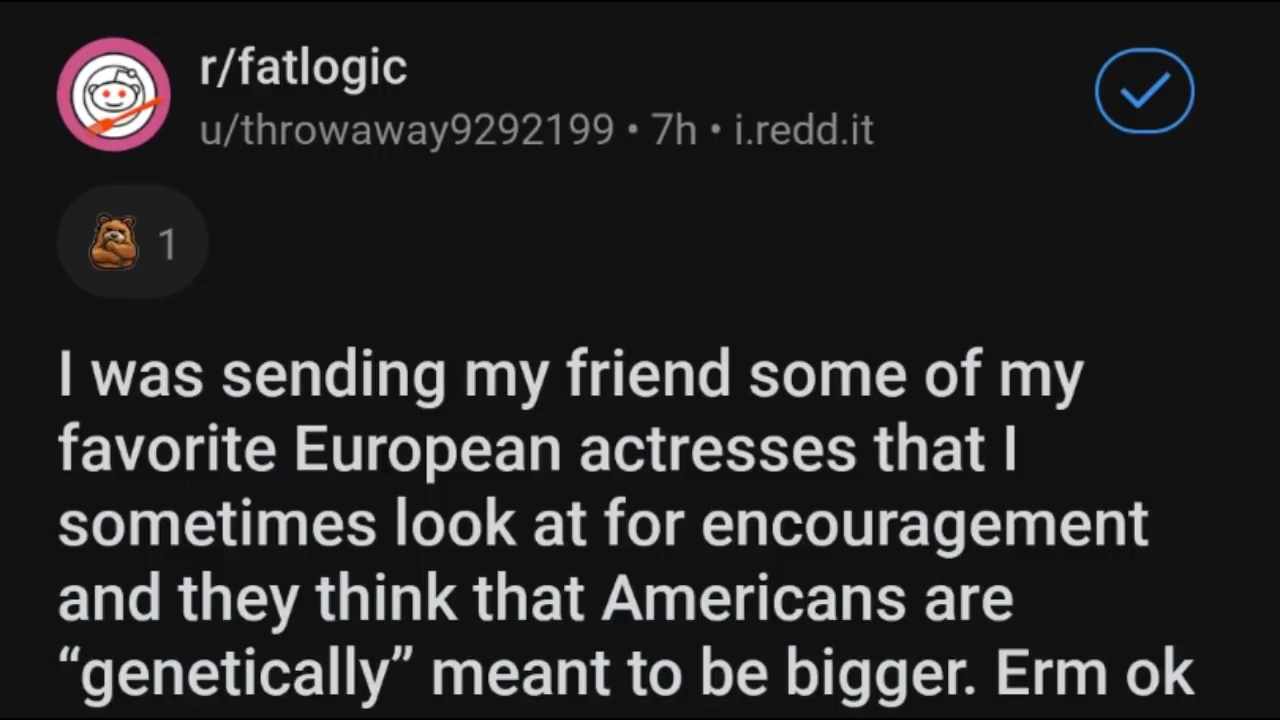 r/fatlogic
u/throwaway9292199 • 7h • i.redd.it
1
I was sending my friend some of my
favorite European actresses that I
sometimes look at for encouragement
and they think that Americans are
“genetically” meant to be bigger. Erm ok